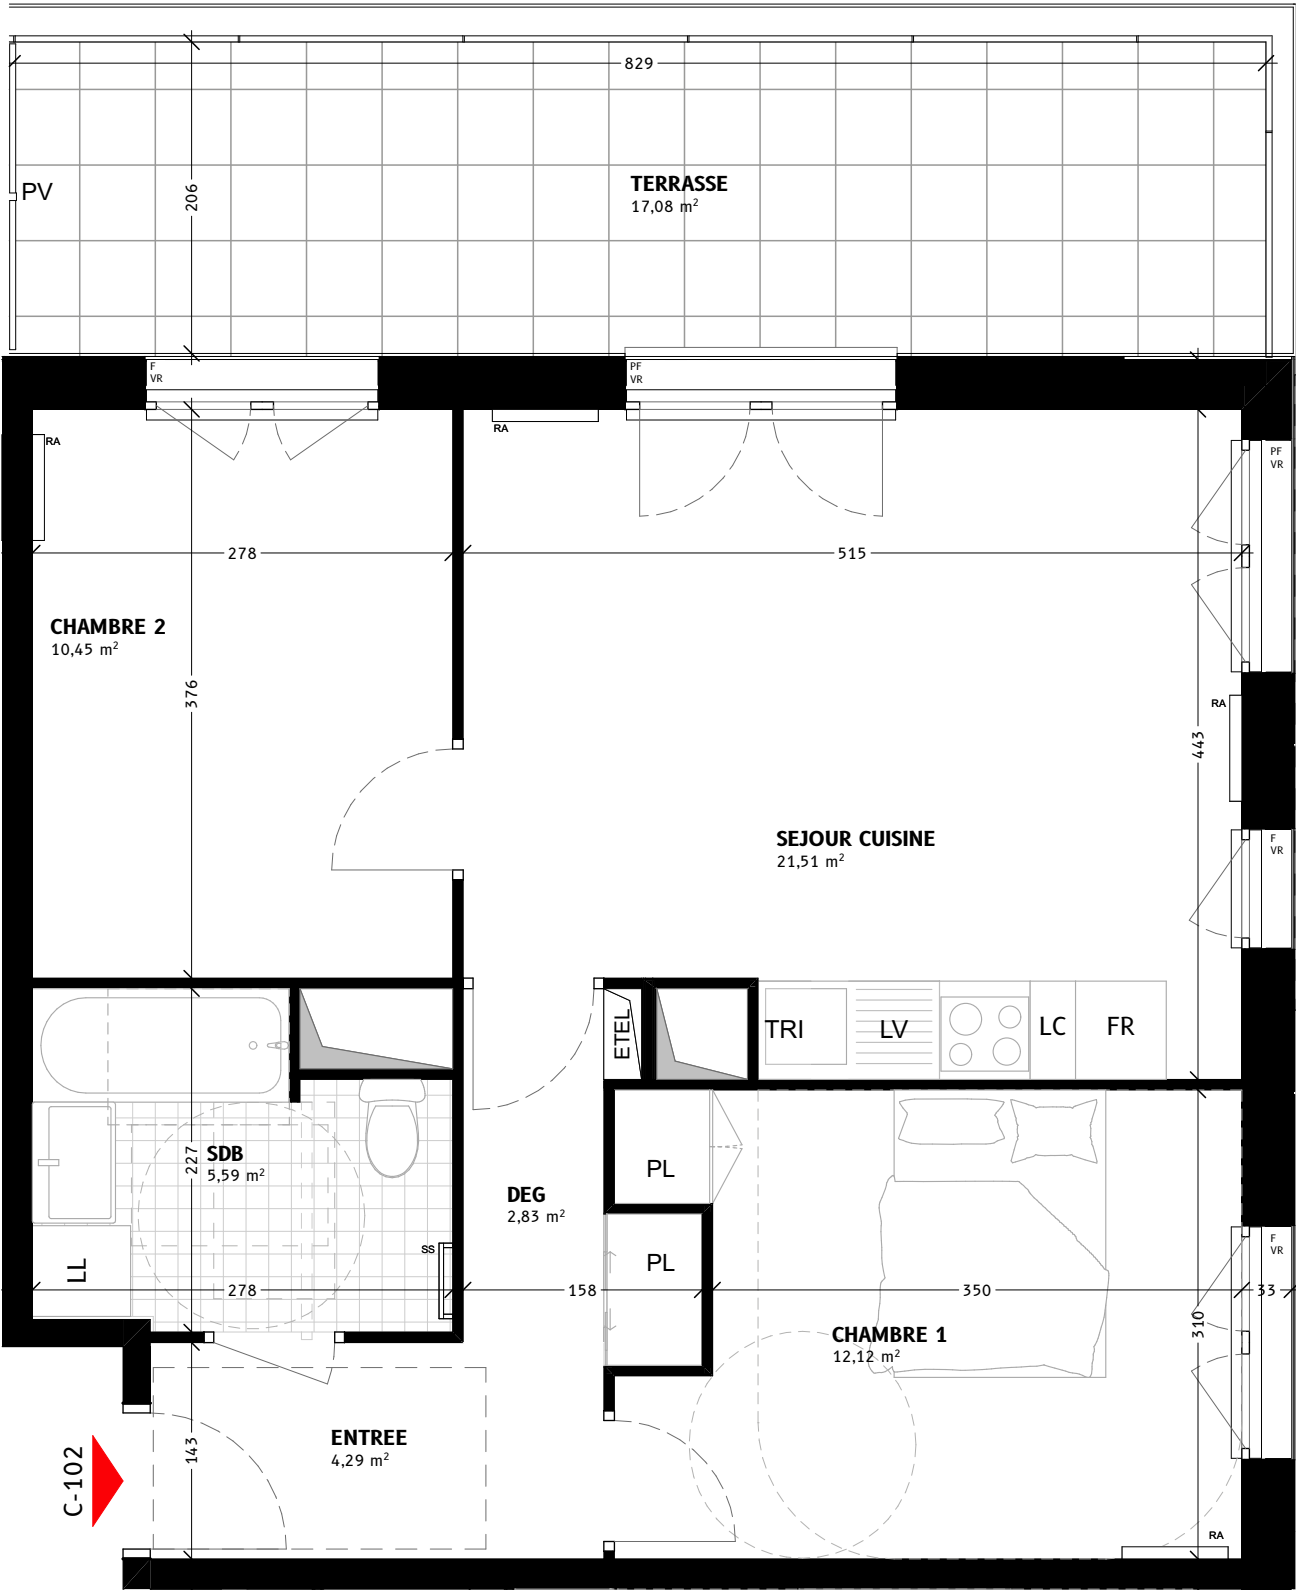 829
206
PV
TERRASSE
17,08 m²
F
VR
PF
VR
RA
RA
PF
VR
278
515
CHAMBRE 2
10,45 m²
376
RA
443
SEJOUR CUISINE
21,51 m²
F
VR
ETEL
TRI
LV
LC
FR
227
SDB
5,59 m²
PL
DEG
2,83 m²
SS
PL
F
VR
LL
278
158
350
33
310
CHAMBRE 1
12,12 m²
C-102
143
ENTREE
4,29 m²
RA